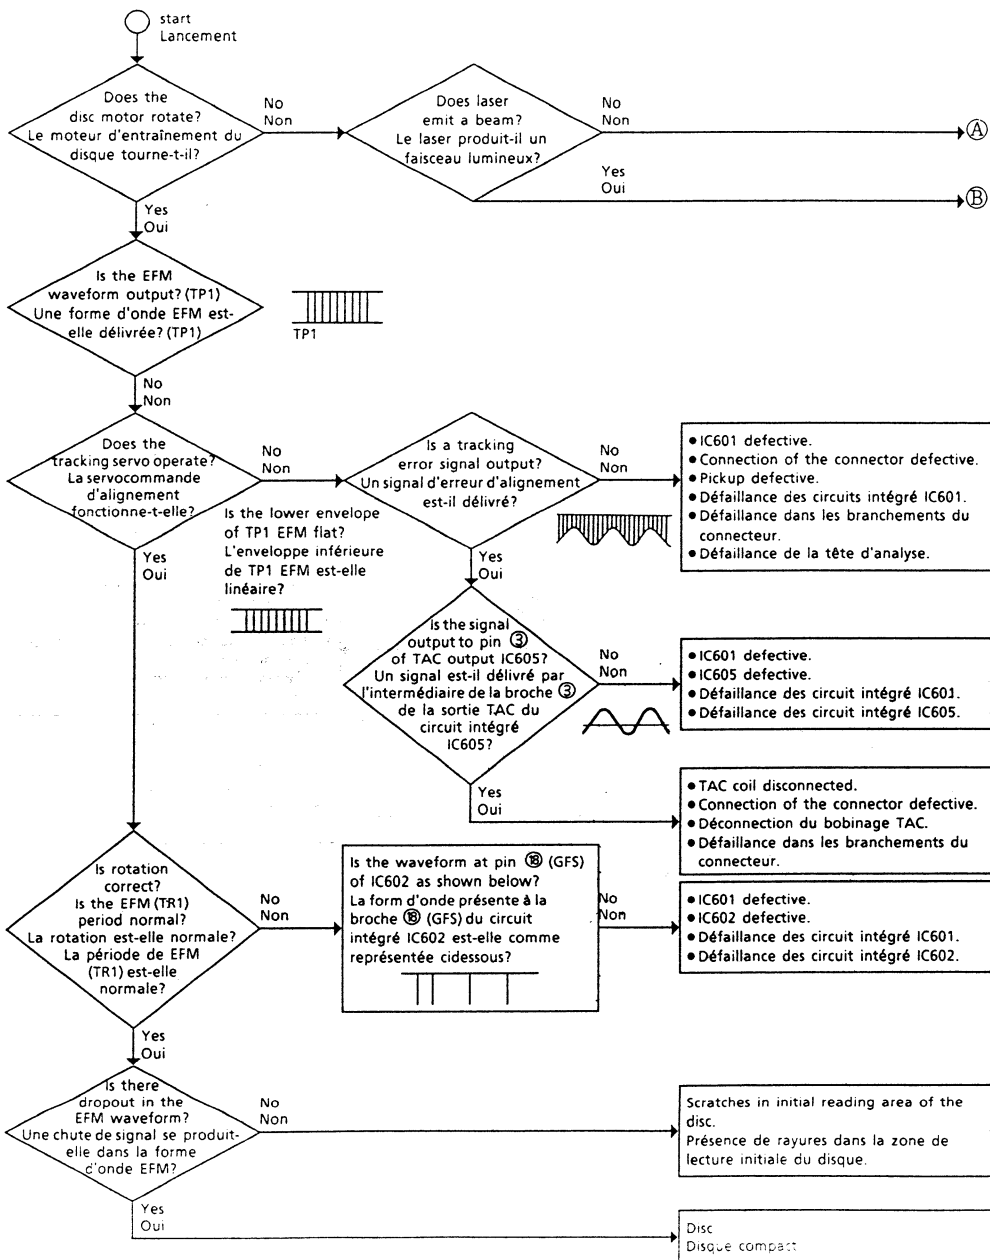 start
Lancement
Does the
disc motor rotate?
Le moteur d'entraînement du
disque tourne-t-il?
No
Non
Does laser
emit a beam?
Le laser produit-il un
faisceau lumineux?
No
Non
Ⓐ
Yes
Oui
Ⓑ
Yes
Oui
Is the EFM
waveform output? (TP1)
Une forme d'onde EFM est-
elle délivrée? (TP1)
TP1
No
Non
Does the
tracking servo operate?
La servocommande
d'alignement
fonctionne-t-elle?
No
Non
Is the lower envelope
of TP1 EFM flat?
L'enveloppe inférieure
de TP1 EFM est-elle
linéaire?
Yes
Oui
Is a tracking
error signal output?
Un signal d'erreur d'alignement
est-il délivré?
No
Non
● IC601 defective.
● Connection of the connector defective.
● Pickup defective.
● Défaillance des circuits intégré IC601.
● Défaillance dans les branchements du
connecteur.
● Défaillance de la tête d'analyse.
Yes
Oui
Is the signal
output to pin ③
of TAC output IC605?
Un signal est-il délivré par
l'intermédiaire de la broche ③
de la sortie TAC du
circuit intégré
IC605?
No
Non
● IC601 defective.
● IC605 defective.
● Défaillance des circuit intégré IC601.
● Défaillance des circuit intégré IC605.
Yes
Oui
● TAC coil disconnected.
● Connection of the connector defective.
● Déconnection du bobinage TAC.
● Défaillance dans les branchements du
connecteur.
Is rotation
correct?
Is the EFM (TR1)
period normal?
La rotation est-elle normale?
La période de EFM
(TR1) est-elle
normale?
No
Non
Is the waveform at pin ⑱ (GFS)
of IC602 as shown below?
La form d'onde présente à la
broche ⑱ (GFS) du circuit
intégré IC602 est-elle comme
représentée cidessous?
No
Non
● IC601 defective.
● IC602 defective.
● Défaillance des circuit intégré IC601.
● Défaillance des circuit intégré IC602.
Yes
Oui
Is there
dropout in the
EFM waveform?
Une chute de signal se produit-
elle dans la forme
d'onde EFM?
No
Non
Scratches in initial reading area of the
disc.
Présence de rayures dans la zone de
lecture initiale du disque.
Yes
Oui
Disc
Disque compact